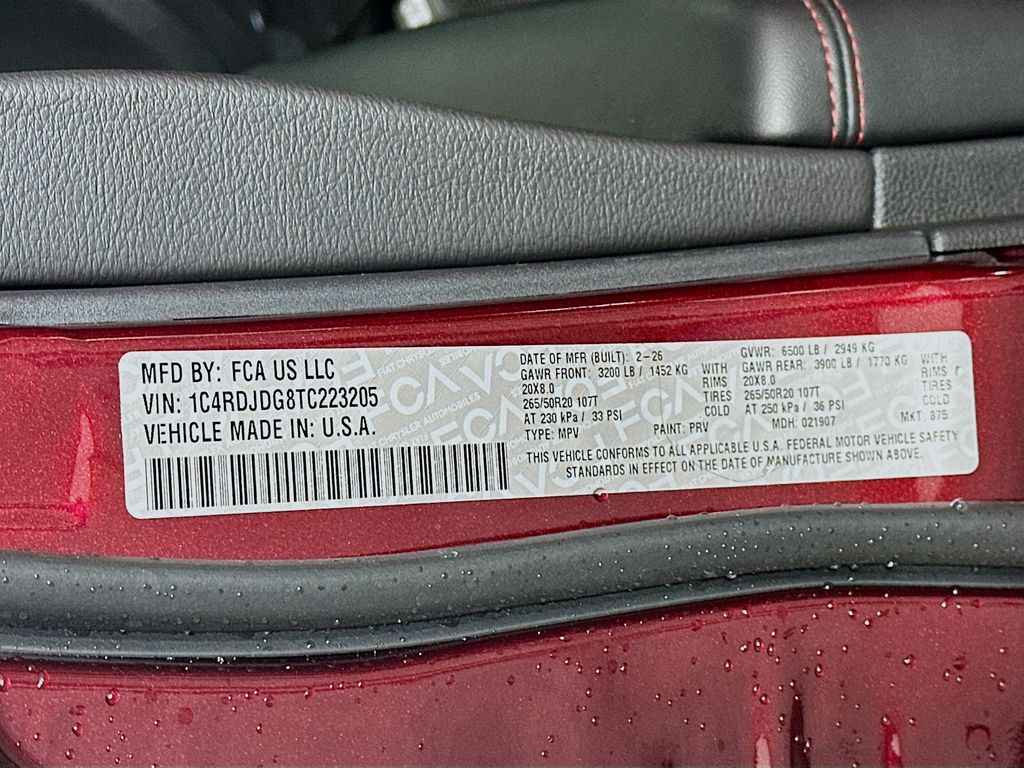 MFD BY: FCA US LLC
VIN: 1C4RDJDG8TC223205
VEHICLE MADE IN: U.S.A.
DATE OF MFR (BUILT): 2-26
GVWR: 6500 LB / 2949 KG
GAWR FRONT: 3200 LB / 1452 KG WITH
20X8.0 RIMS
265/50R20 107T TIRES
AT 230 kPa / 33 PSI COLD
GAWR REAR: 3900 LB / 1770 KG WITH
20X8.0 RIMS
265/50R20 107T TIRES
AT 250 kPa / 36 PSI COLD
TYPE: MPV PAINT: PRV MDH: 021907 MKT: 875
THIS VEHICLE CONFORMS TO ALL APPLICABLE U.S.A. FEDERAL MOTOR VEHICLE SAFETY
STANDARDS IN EFFECT ON THE DATE OF MANUFACTURE SHOWN ABOVE.